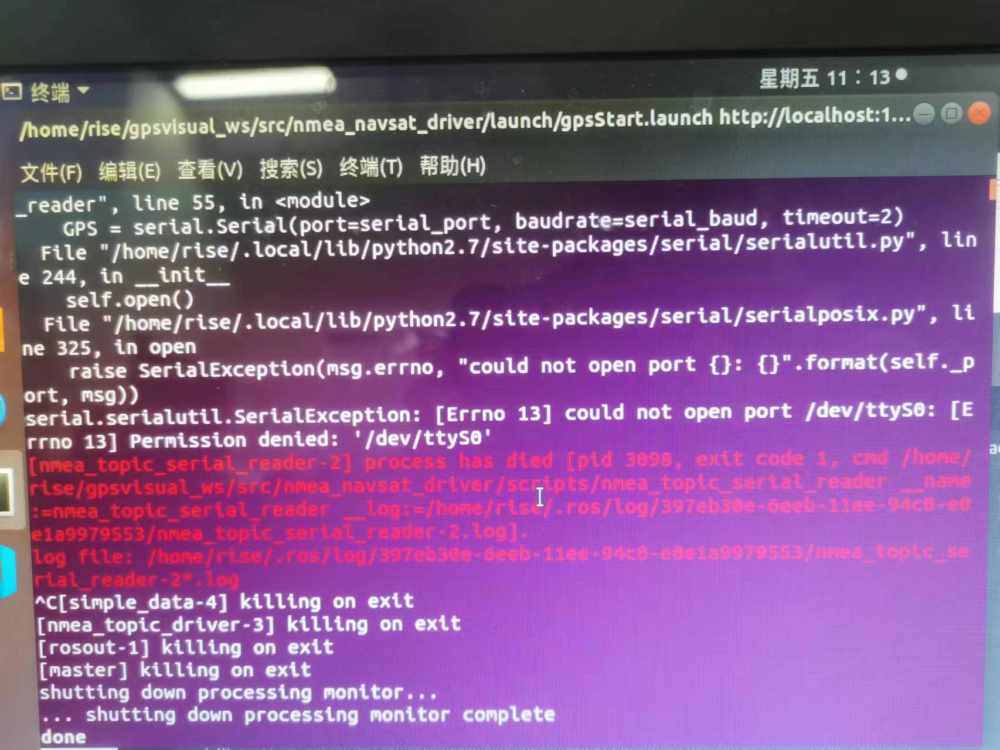 终端
星期五 11：13
/home/rise/gpsvisual_ws/src/nmea_navsat_driver/launch/gpsStart.launch http://localhost:1...
文件(F) 编辑(E) 查看(V) 搜索(S) 终端(T) 帮助(H)
_reader", line 55, in <module>
    GPS = serial.Serial(port=serial_port, baudrate=serial_baud, timeout=2)
  File "/home/rise/.local/lib/python2.7/site-packages/serial/serialutil.py", lin
e 244, in __init__
    self.open()
  File "/home/rise/.local/lib/python2.7/site-packages/serial/serialposix.py", li
ne 325, in open
    raise SerialException(msg.errno, "could not open port {}: {}".format(self._p
ort, msg))
serial.serialutil.SerialException: [Errno 13] could not open port /dev/ttyS0: [E
rrno 13] Permission denied: '/dev/ttyS0'
[nmea_topic_serial_reader-2] process has died [pid 3098, exit code 1, cmd /home/
rise/gpsvisual_ws/src/nmea_navsat_driver/scripts/nmea_topic_serial_reader __name
:=nmea_topic_serial_reader __log:=/home/rise/.ros/log/397eb30e-6eeb-11ee-94c0-e0
e1a9979553/nmea_topic_serial_reader-2.log].
log file: /home/rise/.ros/log/397eb30e-6eeb-11ee-94c0-e0e1a9979553/nmea_topic_se
rial_reader-2*.log
^C[simple_data-4] killing on exit
[nmea_topic_driver-3] killing on exit
[rosout-1] killing on exit
[master] killing on exit
shutting down processing monitor...
... shutting down processing monitor complete
done